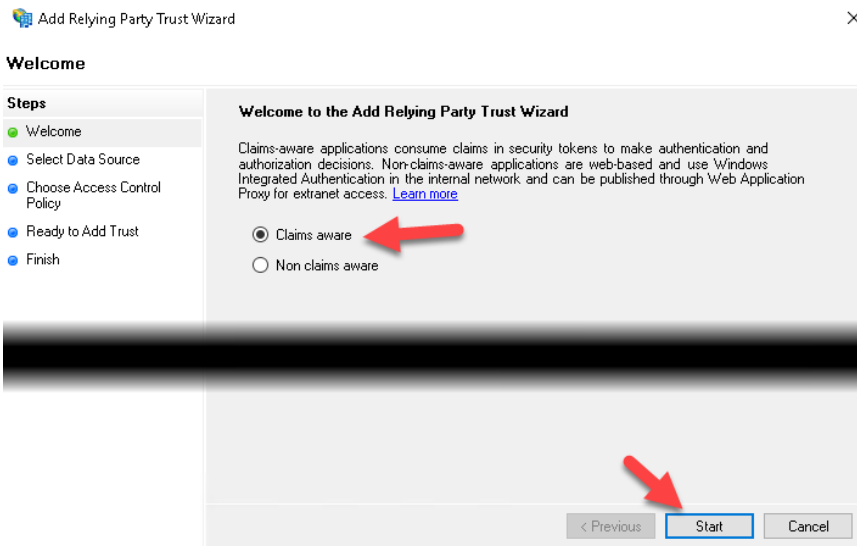 Add Relying Party Trust Wizard
Welcome
Steps
Welcome
Select Data Source
Choose Access Control
Policy
Ready to Add Trust
Finish
Welcome to the Add Relying Party Trust Wizard
Claims-aware applications consume claims in security tokens to make authentication and
authorization decisions. Non-claims-aware applications are web-based and use Windows
Integrated Authentication in the internal network and can be published through Web Application
Proxy for extranet access. Learn more
Claims aware
Non claims aware
< Previous
Start
Cancel